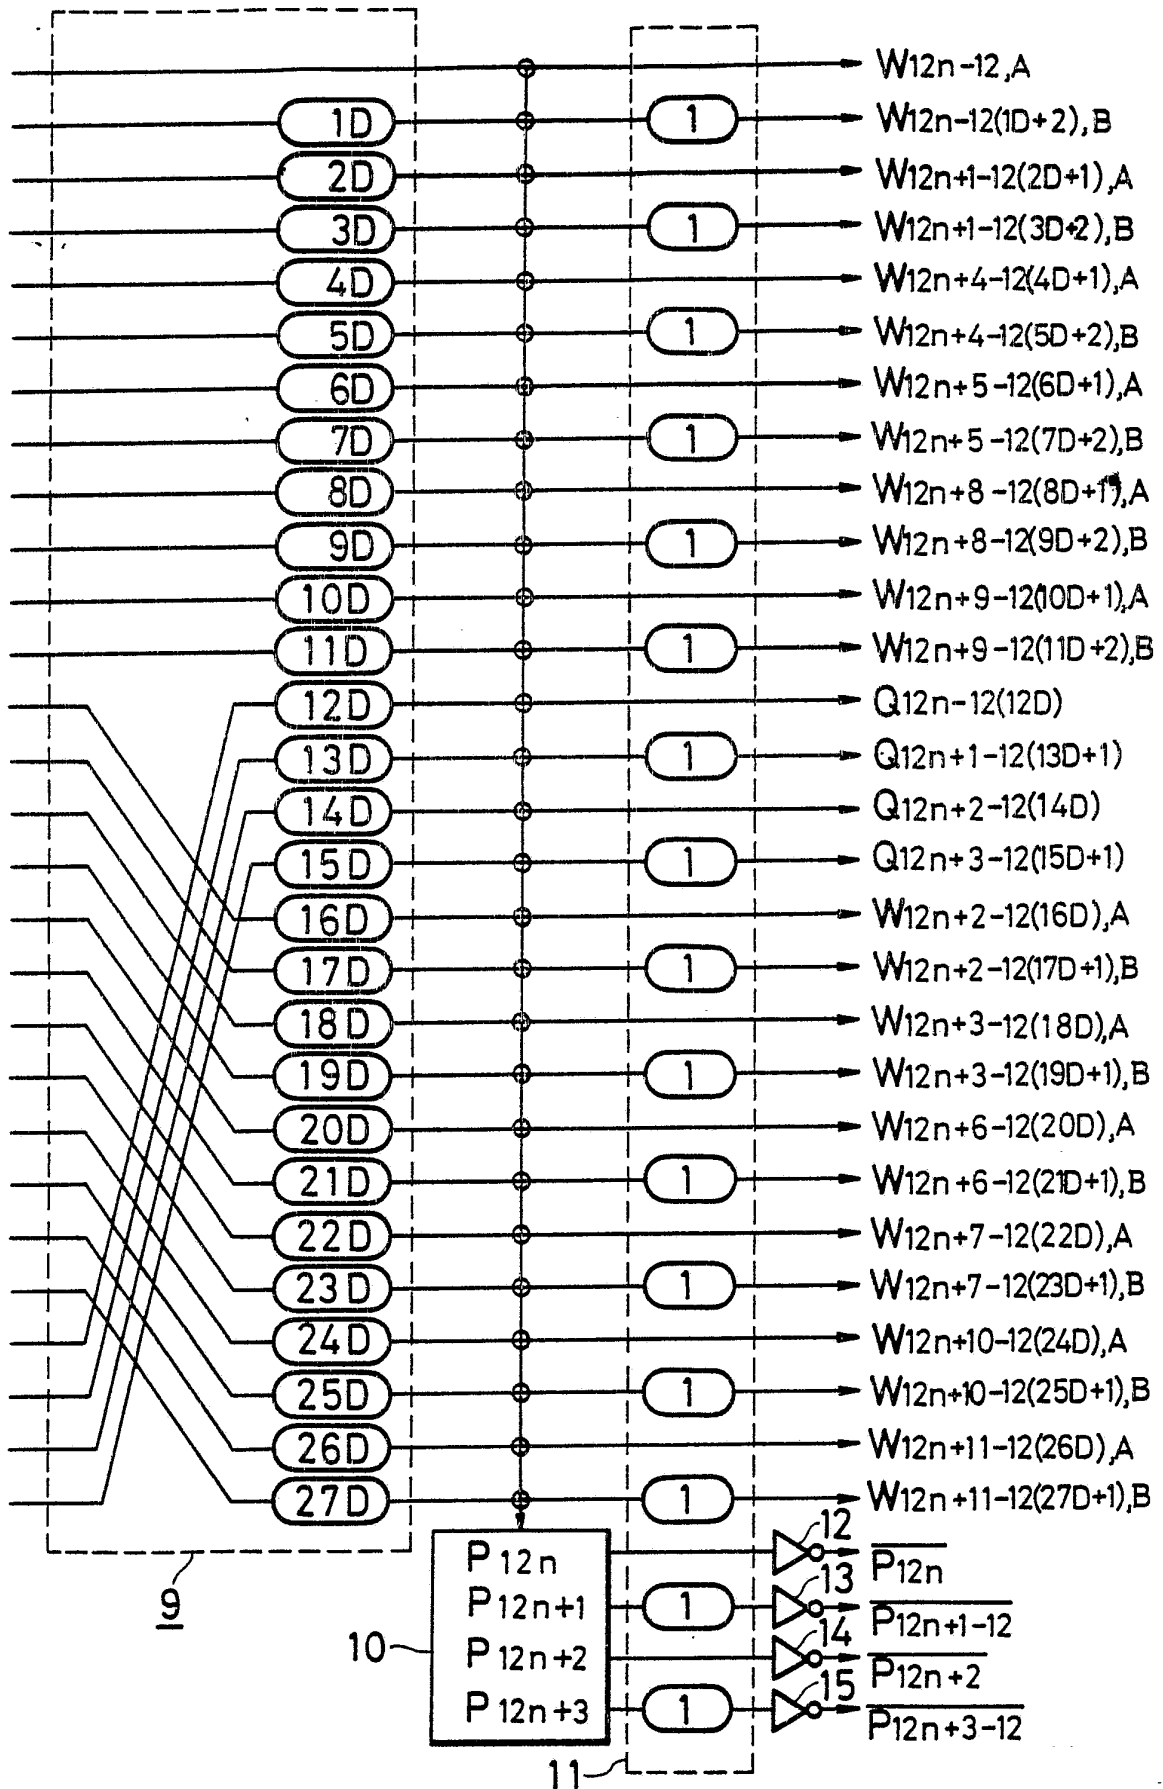 W12n-12,A
1D 1 W12n-12(1D+2),B
2D W12n+1-12(2D+1),A
3D 1 W12n+1-12(3D+2),B
4D W12n+4-12(4D+1),A
5D 1 W12n+4-12(5D+2),B
6D W12n+5-12(6D+1),A
7D 1 W12n+5-12(7D+2),B
8D W12n+8-12(8D+1),A
9D 1 W12n+8-12(9D+2),B
10D W12n+9-12(10D+1),A
11D 1 W12n+9-12(11D+2),B
12D Q12n-12(12D)
13D 1 Q12n+1-12(13D+1)
14D Q12n+2-12(14D)
15D 1 Q12n+3-12(15D+1)
16D W12n+2-12(16D),A
17D 1 W12n+2-12(17D+1),B
18D W12n+3-12(18D),A
19D 1 W12n+3-12(19D+1),B
20D W12n+6-12(20D),A
21D 1 W12n+6-12(21D+1),B
22D W12n+7-12(22D),A
23D 1 W12n+7-12(23D+1),B
24D W12n+10-12(24D),A
25D 1 W12n+10-12(25D+1),B
26D W12n+11-12(26D),A
27D 1 W12n+11-12(27D+1),B
12
P12n P12n
13
P12n+1 1 P12n+1-12
9
10
14
P12n+2 P12n+2
15
P12n+3 1 P12n+3-12
11